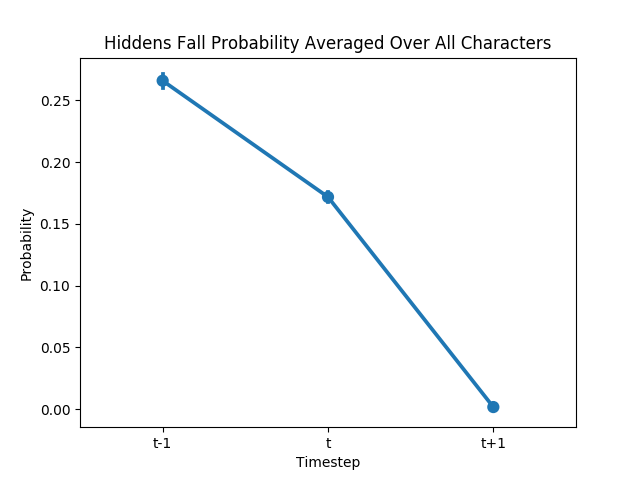 Hiddens Fall Probability Averaged Over All Characters
0.25
0.20
0.15
0.10
0.05
0.00
Probability
t-1 t t+1
Timestep